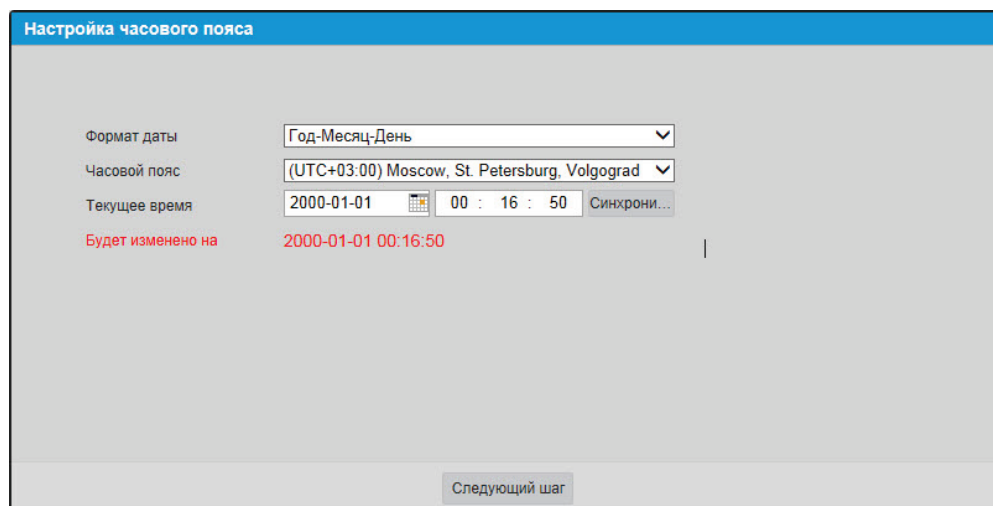 Настройка часового пояса
Формат даты Год-Месяц-День
Часовой пояс (UTC+03:00) Moscow, St. Petersburg, Volgograd
Текущее время 2000-01-01 00 : 16 : 50 Синхрони...
Будет изменено на 2000-01-01 00:16:50
Следующий шаг